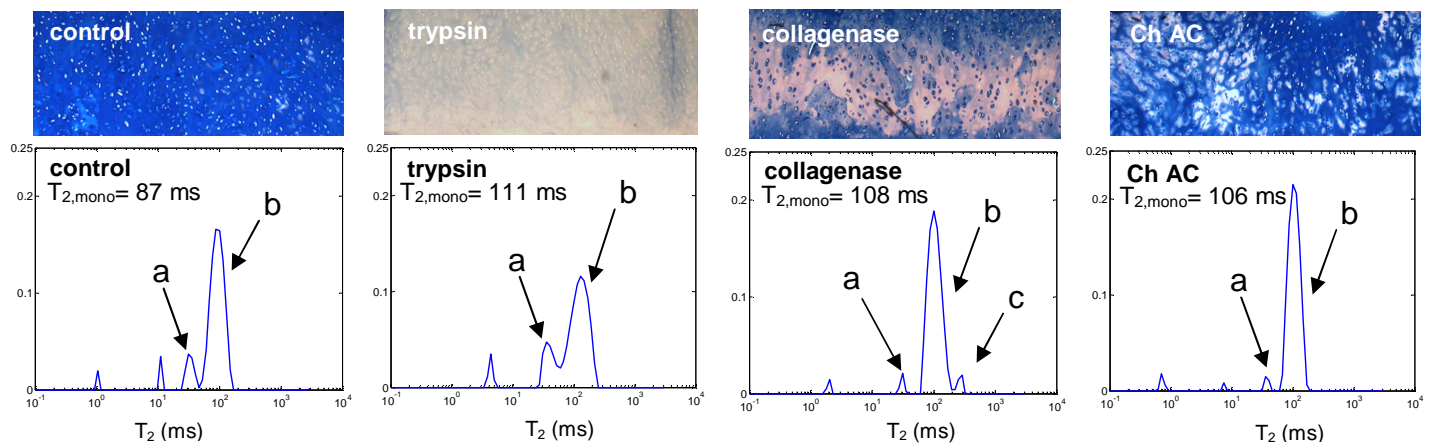 control
trypsin
collagenase
Ch AC
control
T2,mono= 87 ms
a
b
0.25
0.2
0.1
0
10-1
100
101
102
103
104
T2 (ms)
trypsin
T2,mono= 111 ms
a
b
0.25
0.2
0.1
0
10-1
100
101
102
103
104
T2 (ms)
collagenase
T2,mono= 108 ms
a
b
c
0.25
0.2
0.1
0
10-1
100
101
102
103
104
T2 (ms)
Ch AC
T2,mono= 106 ms
a
b
0.25
0.2
0.1
0
10-1
100
101
102
103
104
T2 (ms)